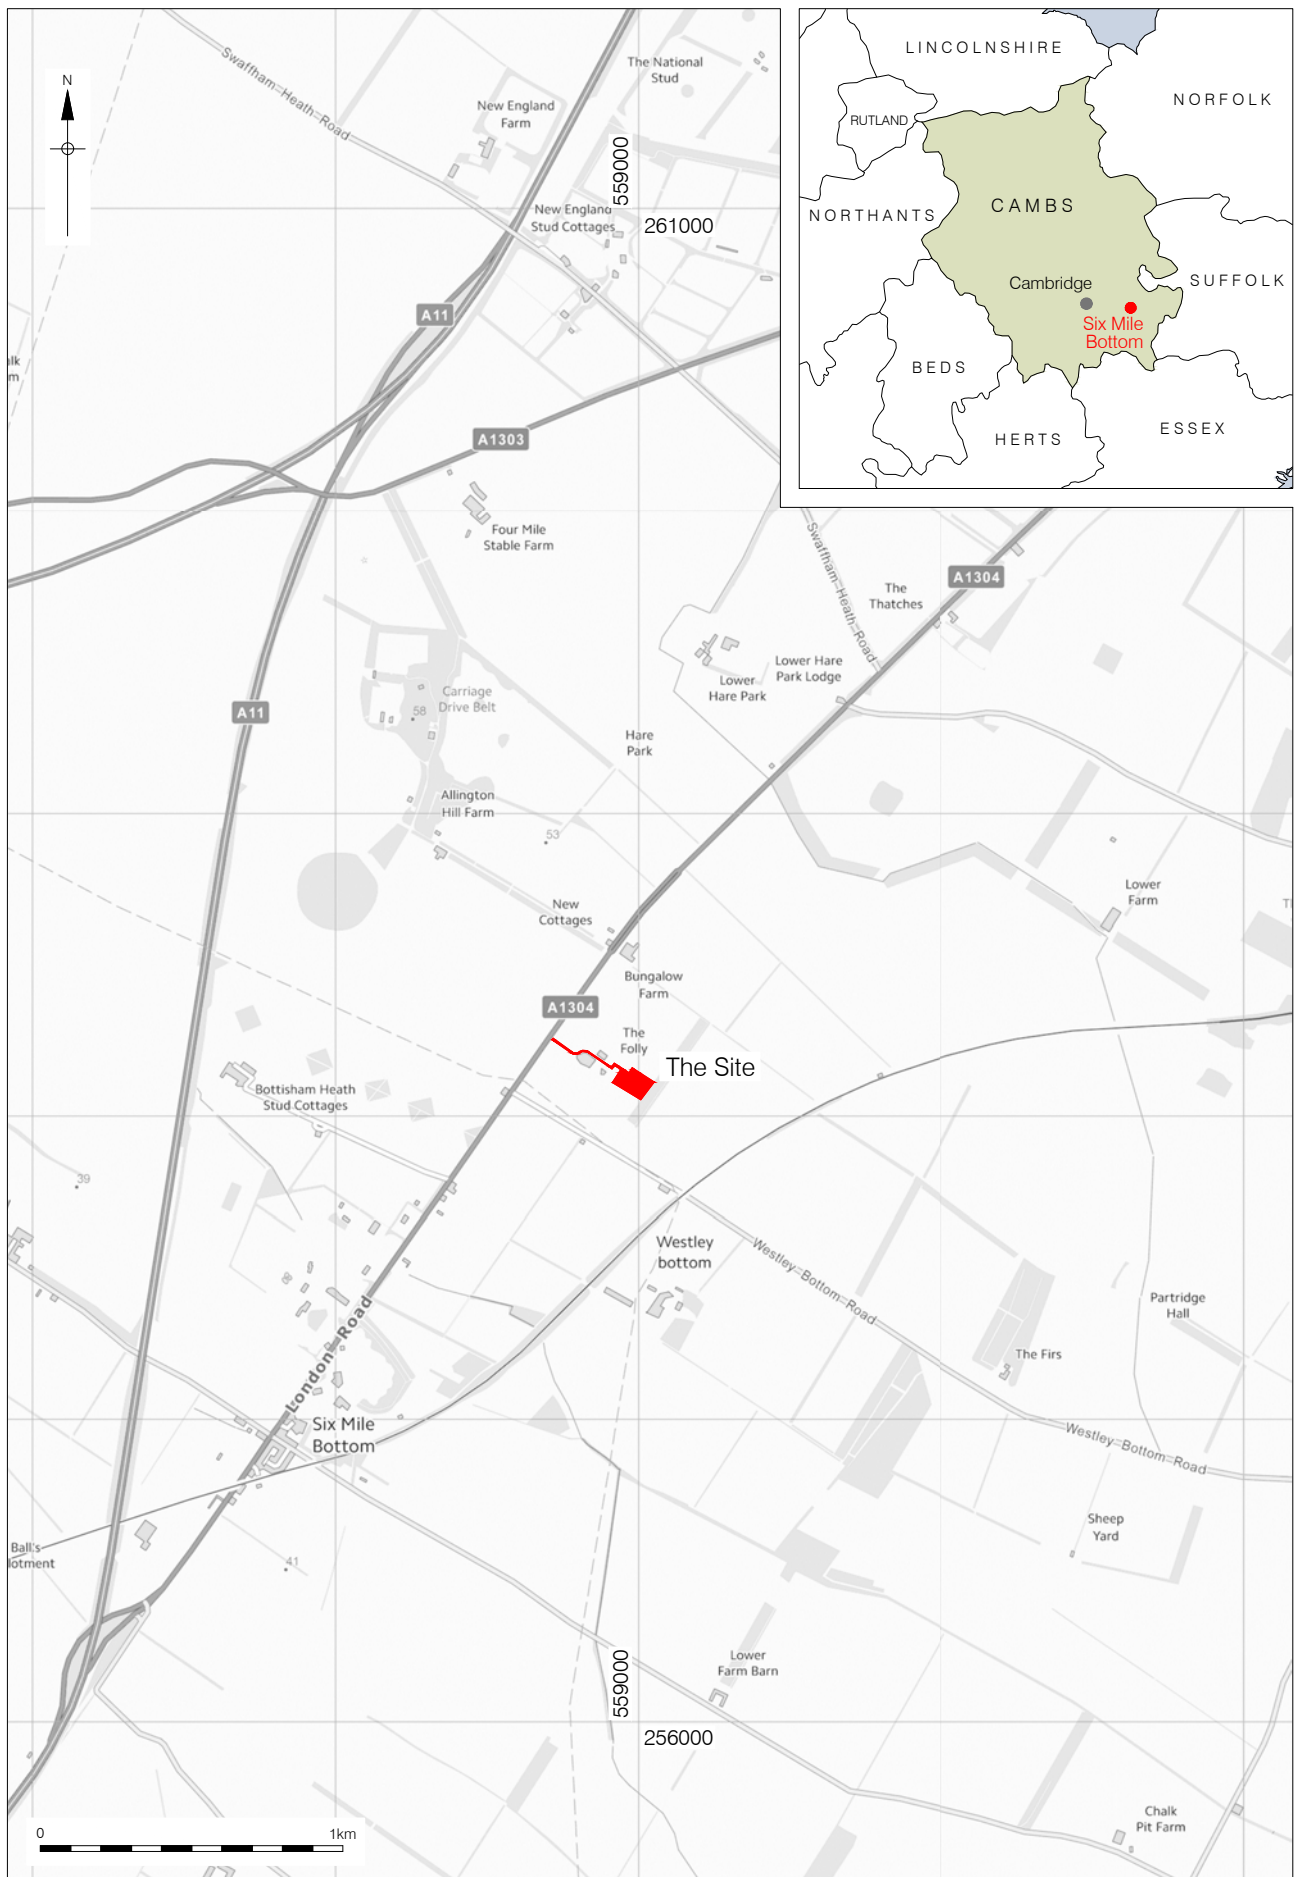 N
Swaffham Heath Road
The National
Stud
New England
Farm
559000
261000
New England
Stud Cottages
A11
A1303
Four Mile
Stable Farm
LINCOLNSHIRE
NORFOLK
RUTLAND
NORTHANTS
CAMBS
Cambridge
SUFFOLK
Six Mile
Bottom
BEDS
HERTS
ESSEX
Swaffham Heath Road
The
Thatches
A1304
Lower Hare
Park Lodge
Lower
Hare Park
Carriage
Drive Belt
58
A11
Hare
Park
Allington
Hill Farm
53
New
Cottages
Lower
Farm
Bungalow
Farm
A1304
The
Folly
The Site
Bottisham Heath
Stud Cottages
39
Westley
bottom
Westley Bottom Road
Partridge
Hall
The Firs
London Road
Six Mile
Bottom
Westley Bottom Road
Sheep
Yard
Ball's
41
559000
256000
Lower
Farm Barn
Chalk
Pit Farm
0
1km